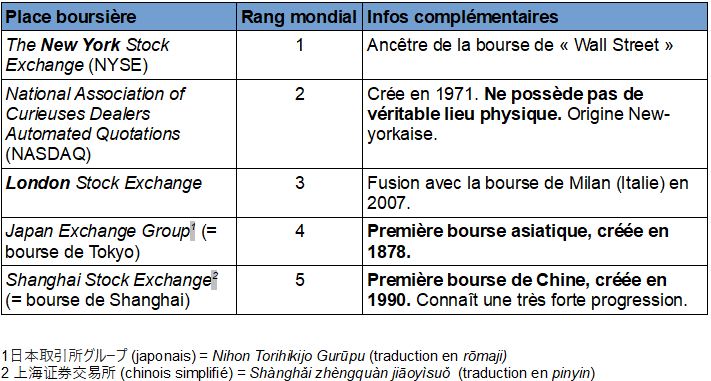 Place boursière Rang mondial Infos complémentaires
The New York Stock 1 Ancêtre de la bourse de « Wall Street »
Exchange (NYSE)
National Association of 2 Crée en 1971. Ne possède pas de
Curieuses Dealers véritable lieu physique. Origine New-
Automated Quotations yorkaise.
(NASDAQ)
London Stock Exchange 3 Fusion avec la bourse de Milan (Italie) en
2007.
Japan Exchange Group1 (= 4 Première bourse asiatique, créée en
bourse de Tokyo) 1878.
Shanghai Stock Exchange2 5 Première bourse de Chine, créée en
(= bourse de Shanghai) 1990. Connaît une très forte progression.
1日本取引所グループ (japonais) = Nihon Torihikijo Gurūpu (traduction en rōmaji)
2 上海证券交易所 (chinois simplifié) = Shànghǎi zhèngquàn jiāoyìsuǒ (traduction en pinyin)